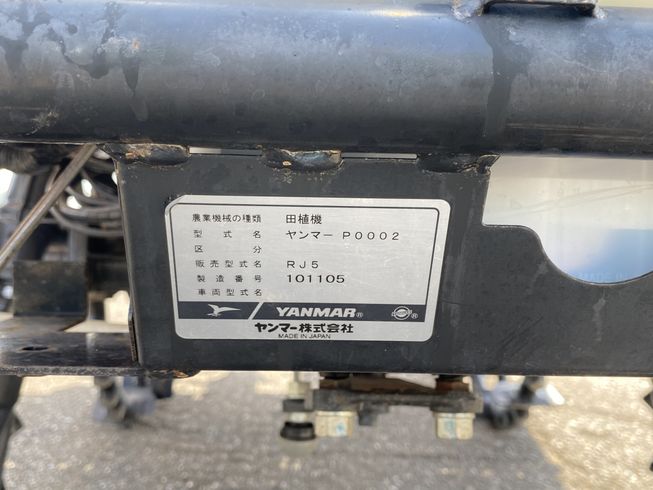 農業機械の種類 田植機
型式名 ヤンマー P0002
区分
販売型式名 RJ5
製造番号 101105
車両型式名
YANMAR®
ヤンマー株式会社
MADE IN JAPAN